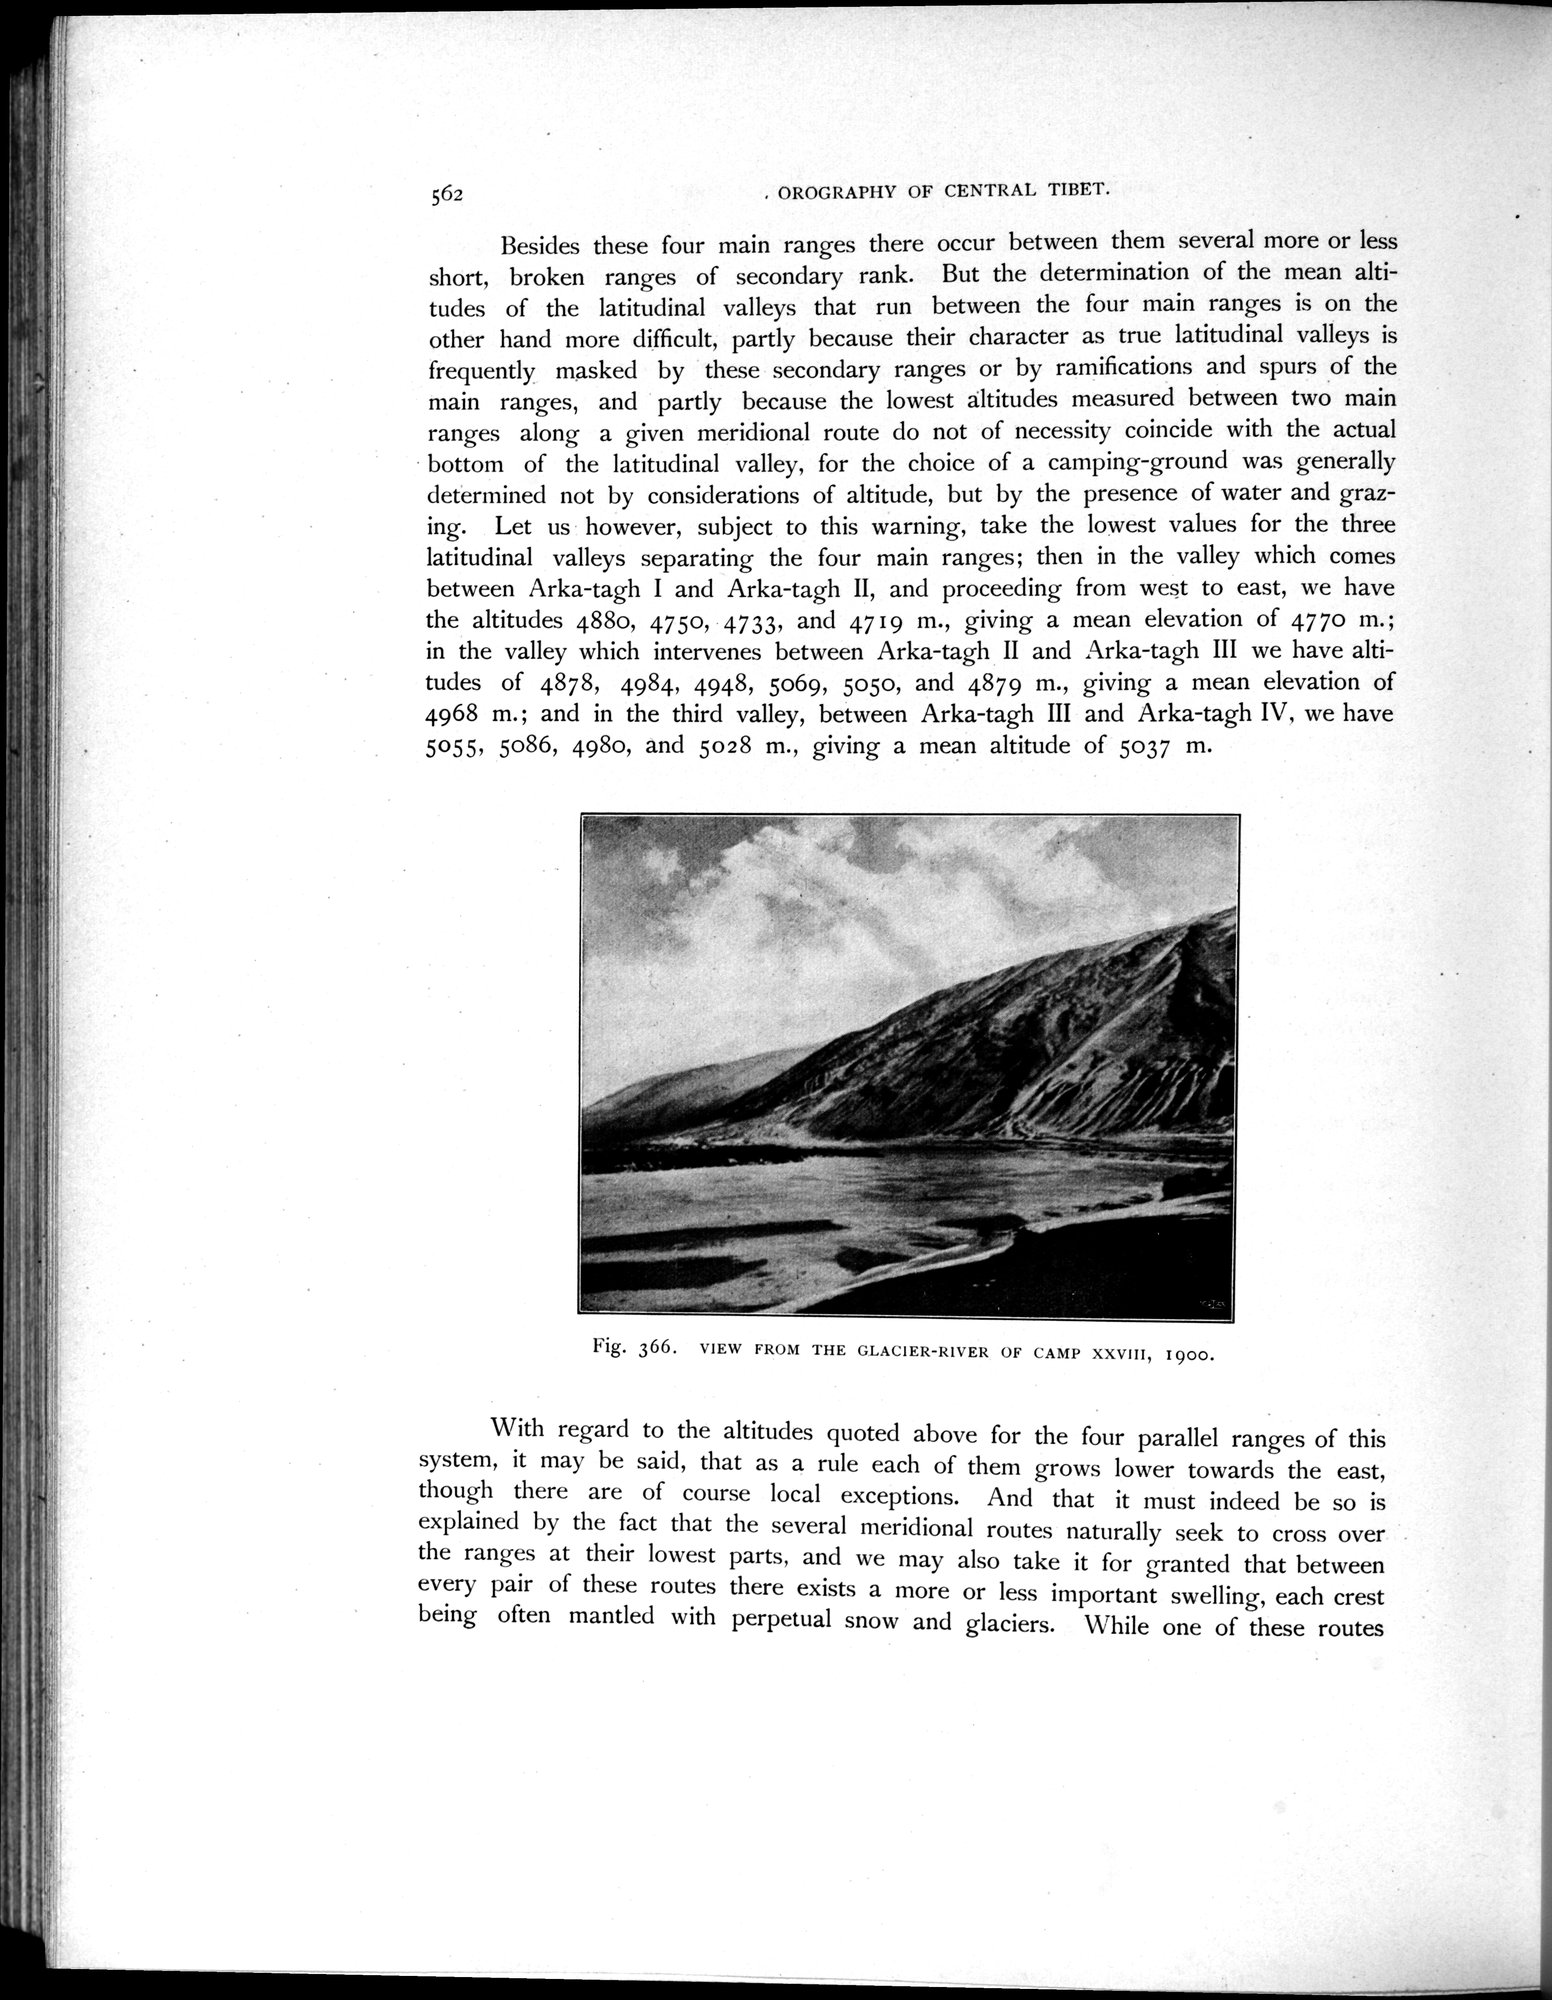 562
OROGRAPHY OF CENTRAL TIBET.
Besides these four main ranges there occur between them several more or less
short, broken ranges of secondary rank. But the determination of the mean alti-
tudes of the latitudinal valleys that run between the four main ranges is on the
other hand more difficult, partly because their character as true latitudinal valleys is
frequently masked by these secondary ranges or by ramifications and spurs of the
main ranges, and partly because the lowest altitudes measured between two main
ranges along a given meridional route do not of necessity coincide with the actual
bottom of the latitudinal valley, for the choice of a camping-ground was generally
determined not by considerations of altitude, but by the presence of water and graz-
ing. Let us however, subject to this warning, take the lowest values for the three
latitudinal valleys separating the four main ranges; then in the valley which comes
between Arka-tagh I and Arka-tagh II, and proceeding from west to east, we have
the altitudes 4880, 4750, 4733, and 4719 m., giving a mean elevation of 4770 m.;
in the valley which intervenes between Arka-tagh II and Arka-tagh III we have alti-
tudes of 4878, 4984, 4948, 5069, 5050, and 4879 m., giving a mean elevation of
4968 m.; and in the third valley, between Arka-tagh III and Arka-tagh IV, we have
5055, 5086, 4980, and 5028 m., giving a mean altitude of 5037 m.
Fig. 366. VIEW FROM THE GLACIER-RIVER OF CAMP XXVIII, 1900.
With regard to the altitudes quoted above for the four parallel ranges of this
system, it may be said, that as a rule each of them grows lower towards the east,
though there are of course local exceptions. And that it must indeed be so is
explained by the fact that the several meridional routes naturally seek to cross over
the ranges at their lowest parts, and we may also take it for granted that between
every pair of these routes there exists a more or less important swelling, each crest
being often mantled with perpetual snow and glaciers. While one of these routes